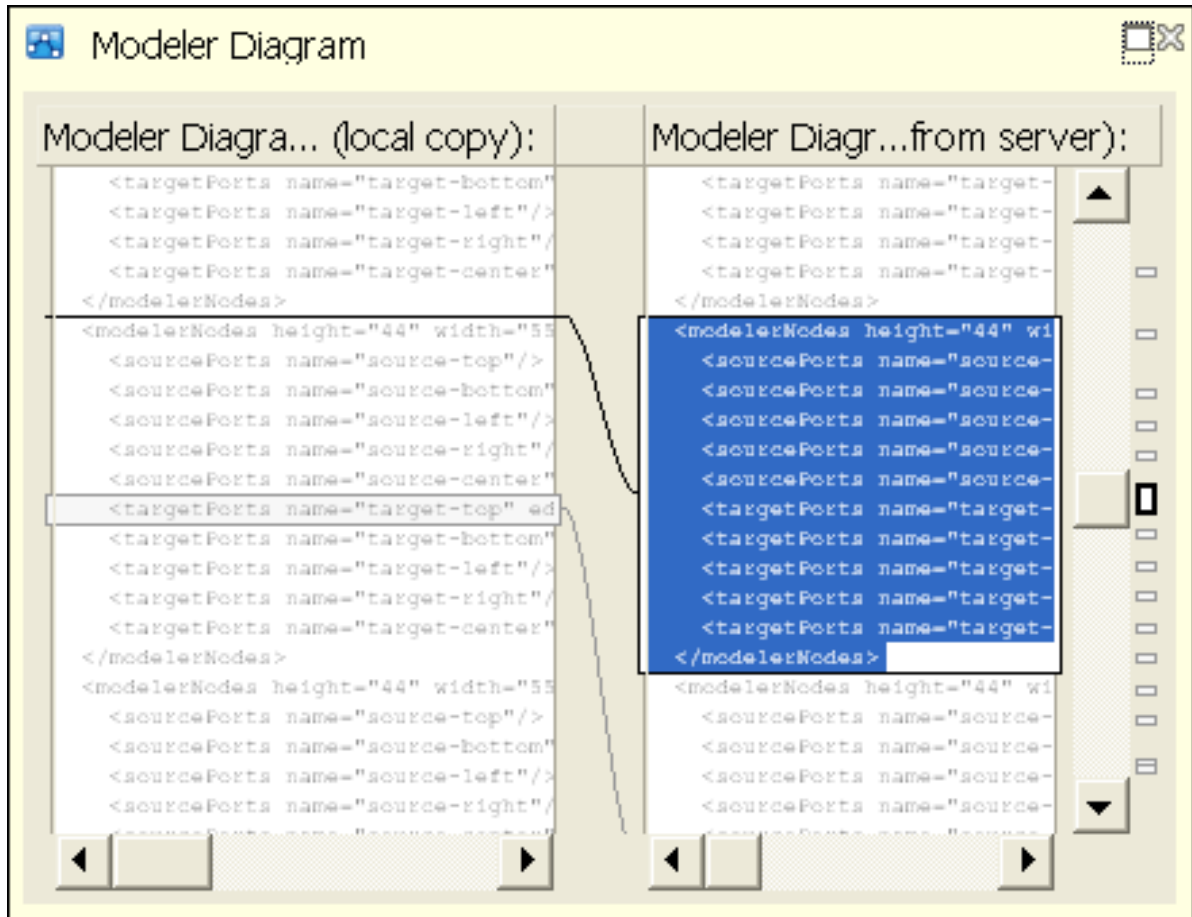 Modeler Diagram
Modeler Diagra... (local copy):
<targetPorts name="target-bottom"
<targetPorts name="target-left"/>
<targetPorts name="target-right"/
<targetPorts name="target-center"
</modelerNodes>
<modelerNodes height="44" width="55
<sourcePorts name="source-top"/>
<sourcePorts name="source-bottom"
<sourcePorts name="source-left"/>
<sourcePorts name="source-right"/
<sourcePorts name="source-center"
<targetPorts name="target-top" ed
<targetPorts name="target-bottom"
<targetPorts name="target-left"/>
<targetPorts name="target-right"/
<targetPorts name="target-center"
</modelerNodes>
<modelerNodes height="44" width="55
<sourcePorts name="source-top"/>
<sourcePorts name="source-bottom"
<sourcePorts name="source-left"/>
<sourcePorts name="source-right"/
Modeler Diagr...from server):
<targetPorts name="target-
<targetPorts name="target-
<targetPorts name="target-
<targetPorts name="target-
</modelerNodes>
<modelerNodes height="44" wi
<sourcePorts name="source-
<sourcePorts name="source-
<sourcePorts name="source-
<sourcePorts name="source-
<sourcePorts name="source-
<targetPorts name="target-
<targetPorts name="target-
<targetPorts name="target-
<targetPorts name="target-
<targetPorts name="target-
</modelerNodes>
<modelerNodes height="44" wi
<sourcePorts name="source-
<sourcePorts name="source-
<sourcePorts name="source-
<sourcePorts name="source-